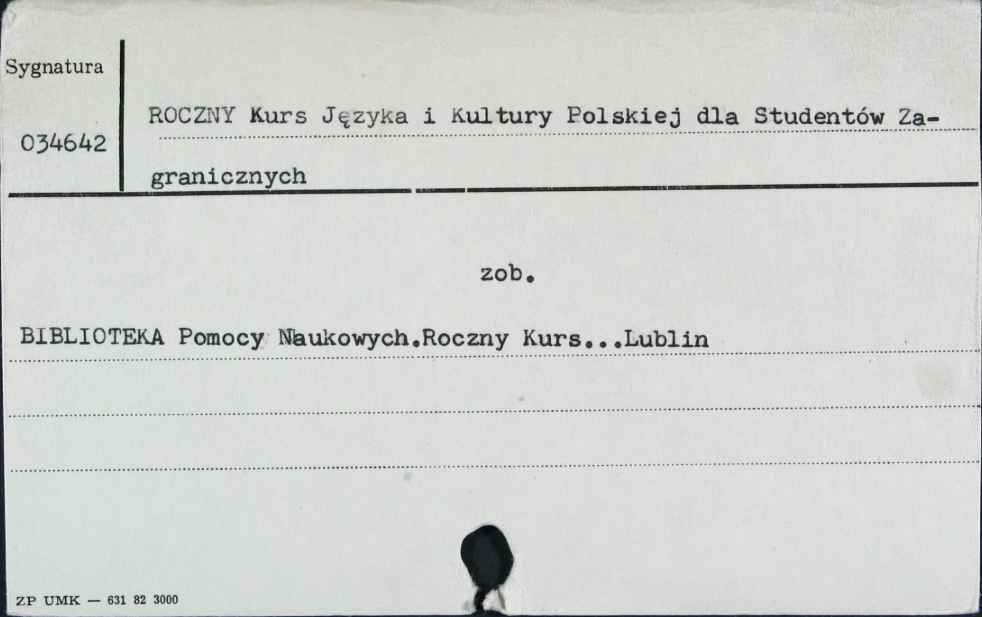 Sygnatura
034642
ROCZNY Kurs Języka i Kultury Polskiej dla Studentów Za-
granicznych
zob.
BIBLIOTEKA Pomocy Naukowych.Roczny Kurs...Lublin
ZP UMK — 631 82 3000